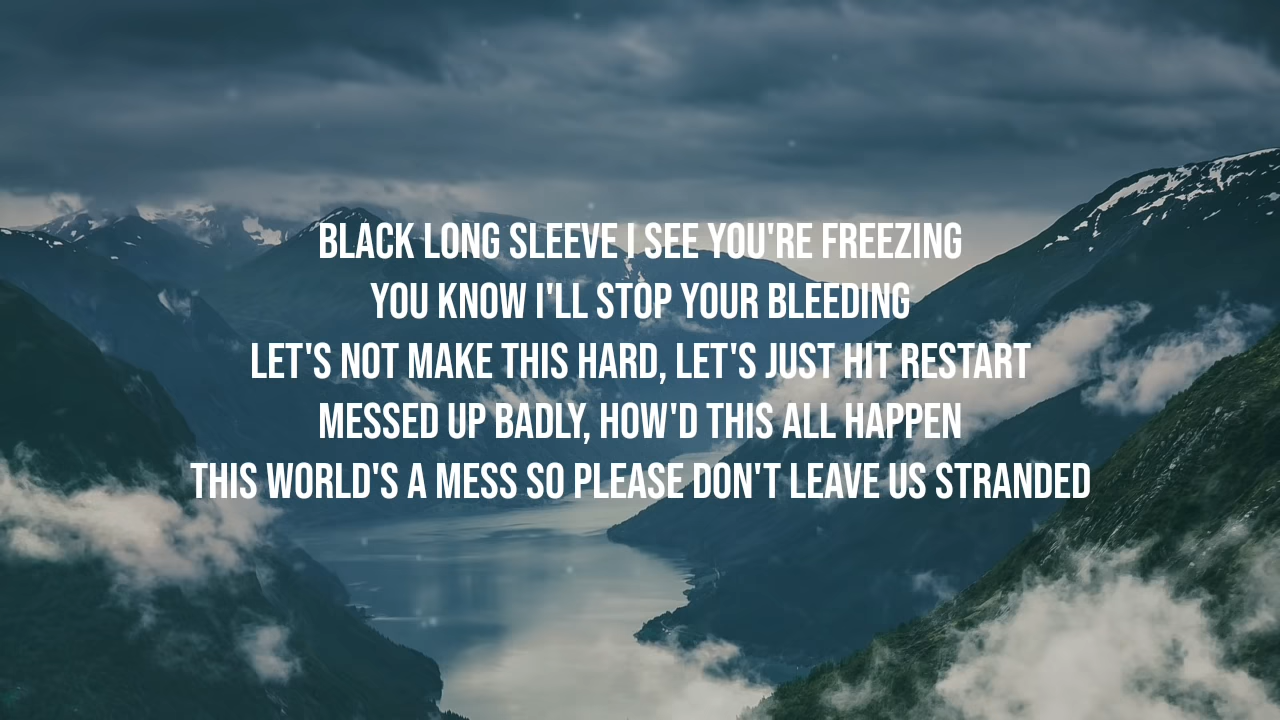 BLACK LONG SLEEVE I SEE YOU'RE FREEZING
YOU KNOW I'LL STOP YOUR BLEEDING
LET'S NOT MAKE THIS HARD, LET'S JUST HIT RESTART
MESSED UP BADLY, HOW'D THIS ALL HAPPEN
THIS WORLD'S A MESS SO PLEASE DON'T LEAVE US STRANDED